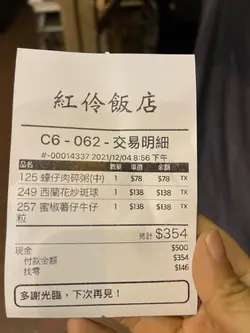 紅伶飯店
C6 - 062 - 交易明細
#-00014337 2021/12/04 8:56 下午
品名 數量 單價 金額
125 蠔仔肉碎粥(中) 1 $78 $78 TX
249 西蘭花炒斑球 1 $138 $138 TX
257 蜜椒薯仔牛仔 1 $138 $138 TX
粒
總計 $354
現金 $500
付款金額 $354
找零 $146
多謝光臨，下次再見！